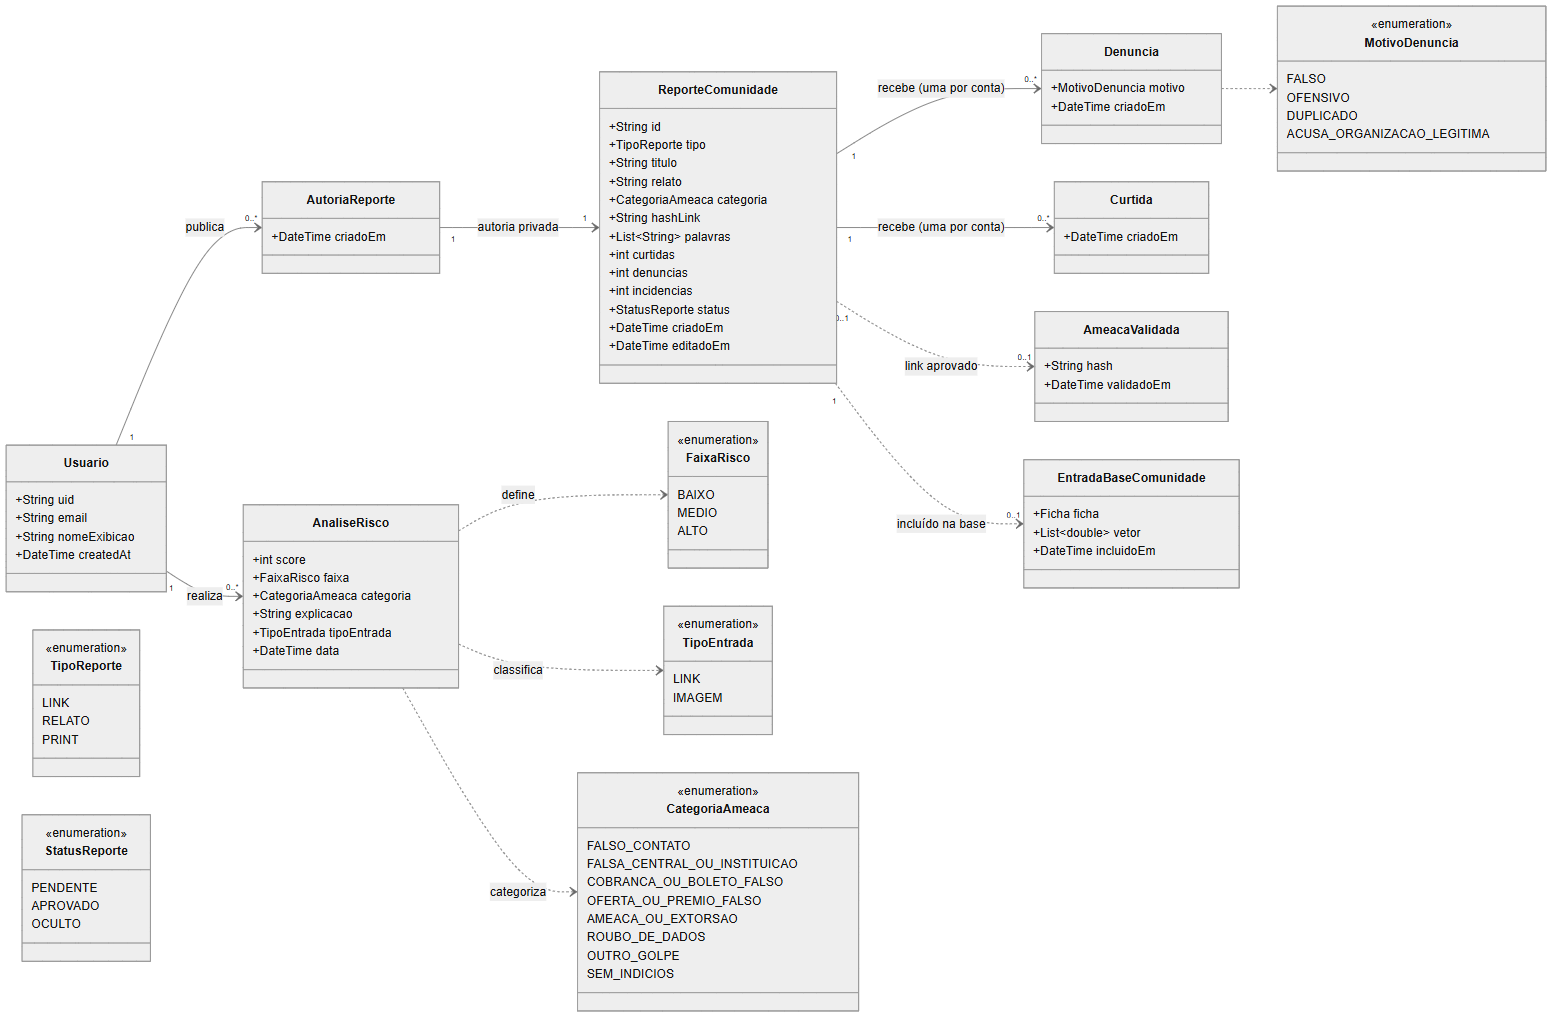 «enumeration»
MotivoDenuncia
FALSO
OFENSIVO
DUPLICADO
ACUSA_ORGANIZACAO_LEGITIMA
Denuncia
+MotivoDenuncia motivo
+DateTime criadoEm
recebe (uma por conta)
0..*
1
ReporteComunidade
+String id
+TipoReporte tipo
+String titulo
+String relato
+CategoriaAmeaca categoria
+String hashLink
+List<String> palavras
+int curtidas
+int denuncias
+int incidencias
+StatusReporte status
+DateTime criadoEm
+DateTime editadoEm
AutoriaReporte
+DateTime criadoEm
publica
0..*
1
autoria privada
1
1
Curtida
+DateTime criadoEm
recebe (uma por conta)
0..*
1
AmeacaValidada
+String hash
+DateTime validadoEm
0..1
link aprovado
0..1
EntradaBaseComunidade
+Ficha ficha
+List<double> vetor
+DateTime incluidoEm
1
incluído na base
0..1
Usuario
+String uid
+String email
+String nomeExibicao
+DateTime createdAt
1
realiza
0..*
AnaliseRisco
+int score
+FaixaRisco faixa
+CategoriaAmeaca categoria
+String explicacao
+TipoEntrada tipoEntrada
+DateTime data
define
«enumeration»
FaixaRisco
BAIXO
MEDIO
ALTO
classifica
«enumeration»
TipoEntrada
LINK
IMAGEM
categoriza
«enumeration»
CategoriaAmeaca
FALSO_CONTATO
FALSA_CENTRAL_OU_INSTITUICAO
COBRANCA_OU_BOLETO_FALSO
OFERTA_OU_PREMIO_FALSO
AMEACA_OU_EXTORSAO
ROUBO_DE_DADOS
OUTRO_GOLPE
SEM_INDICIOS
«enumeration»
TipoReporte
LINK
RELATO
PRINT
«enumeration»
StatusReporte
PENDENTE
APROVADO
OCULTO